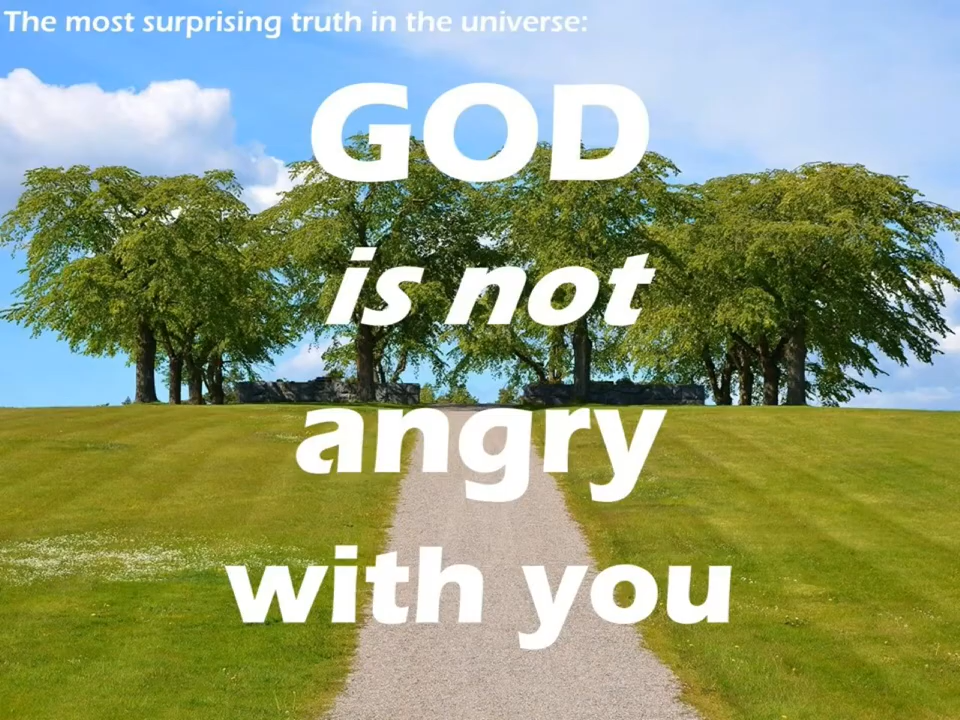 The most surprising truth in the universe:
GOD
is not
angry
with you